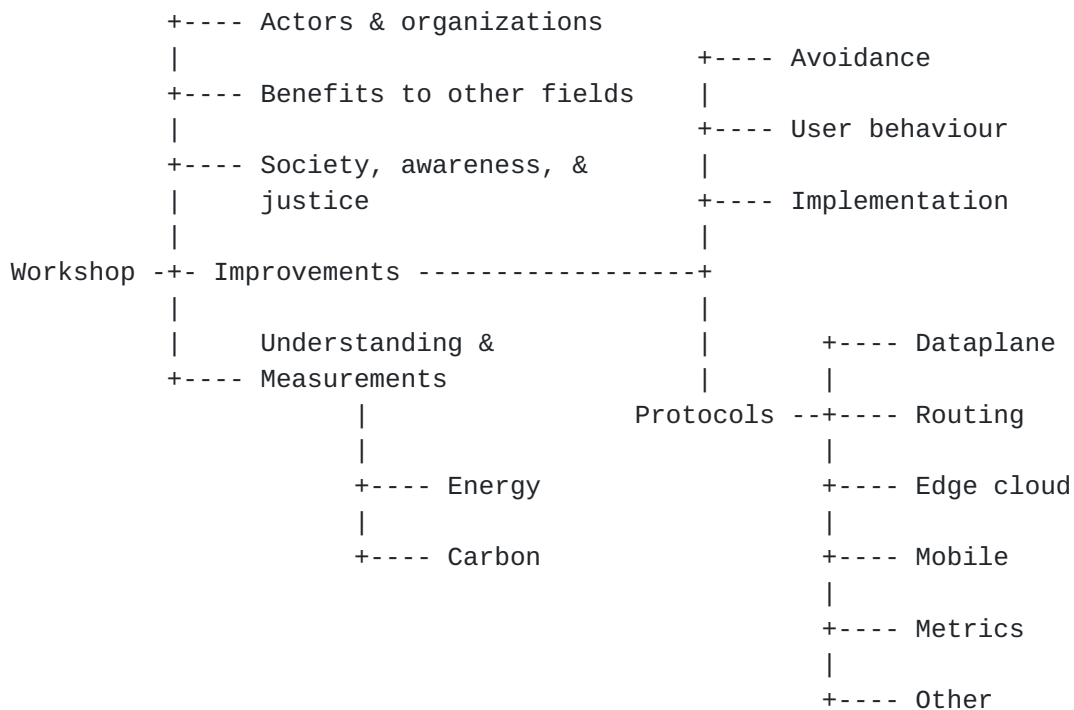 +---- Actors & organizations
| +---- Avoidance
+---- Benefits to other fields |
| +---- User behaviour
+---- Society, awareness, & |
| justice +---- Implementation
| |
Workshop -+- Improvements ------------------+
| |
| Understanding & | +---- Dataplane
+---- Measurements | |
| Protocols --+---- Routing
| |
+---- Energy +---- Edge cloud
| |
+---- Carbon +---- Mobile
|
+---- Metrics
|
+---- Other